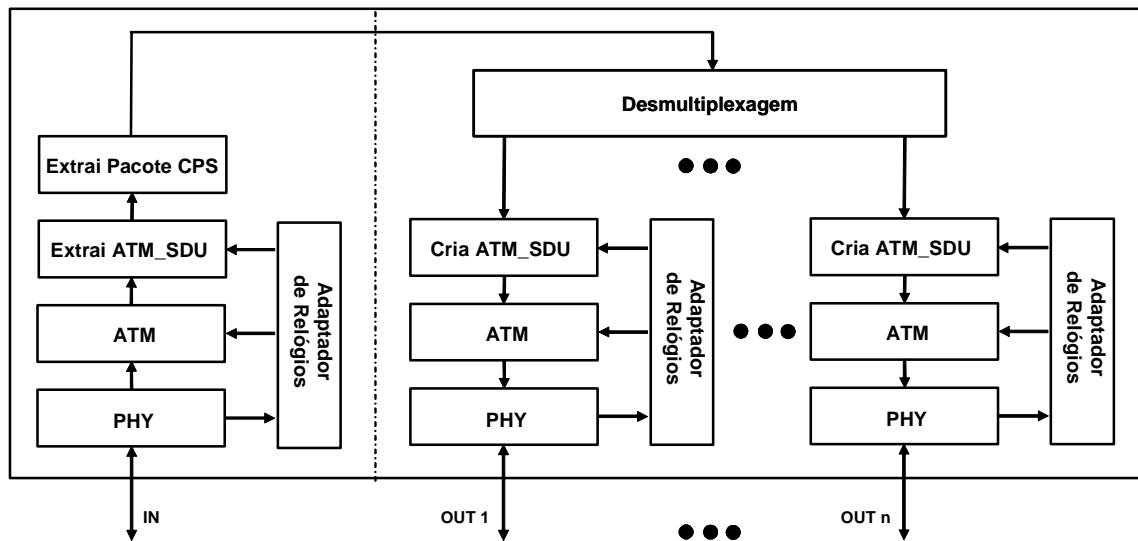 Desmultiplexagem
Extrai Pacote CPS
Extrai ATM_SDU
ATM
PHY
Adaptador
de Relógios
IN
Cria ATM_SDU
ATM
PHY
Adaptador
de Relógios
OUT 1
Cria ATM_SDU
ATM
PHY
Adaptador
de Relógios
OUT n